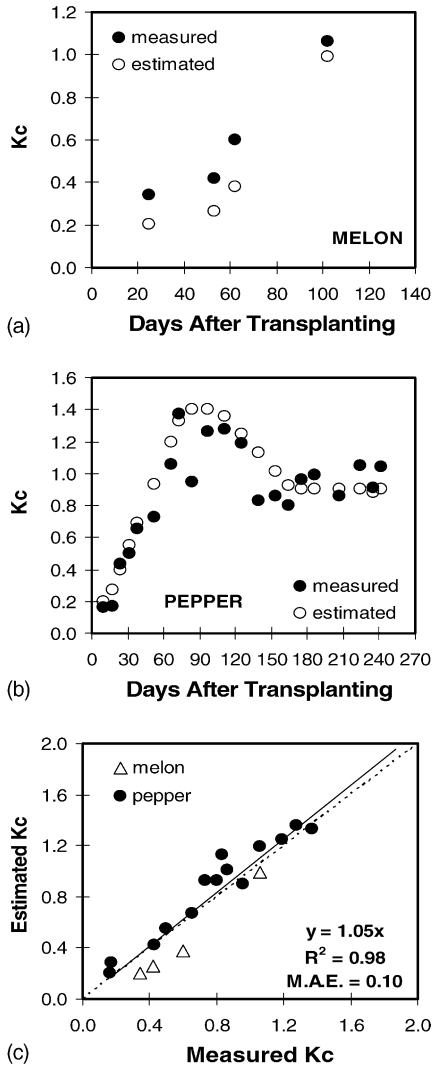 1.2
1.0
0.8
0.6
0.4
0.2
0.0
Kc
measured
estimated
MELON
0 20 40 60 80 100 120 140
(a) Days After Transplanting
1.6
1.4
1.2
1.0
0.8
0.6
0.4
0.2
0.0
Kc
PEPPER
measured
estimated
0 30 60 90 120 150 180 210 240 270
(b) Days After Transplanting
2.0
1.6
1.2
0.8
0.4
0.0
Estimated Kc
melon
pepper
y = 1.05x
R² = 0.98
M.A.E. = 0.10
0.0 0.4 0.8 1.2 1.6 2.0
(c) Measured Kc